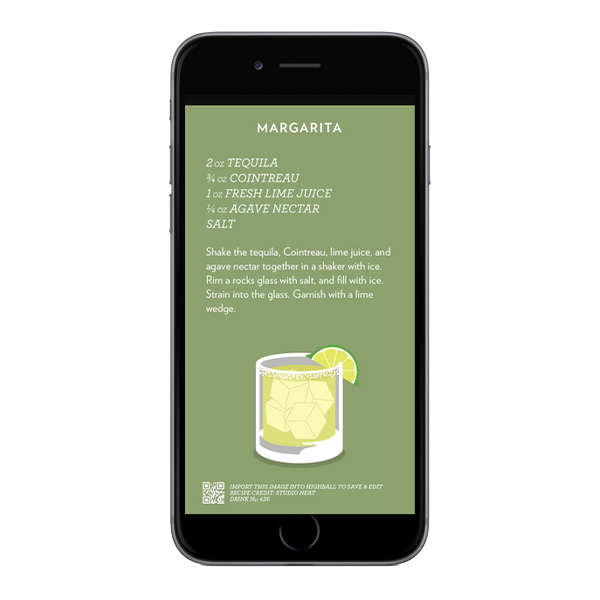 MARGARITA
2 oz TEQUILA
¾ oz COINTREAU
1 oz FRESH LIME JUICE
¼ oz AGAVE NECTAR
SALT
Shake the tequila, Cointreau, lime juice, and
agave nectar together in a shaker with ice.
Rim a rocks glass with salt, and fill with ice.
Strain into the glass. Garnish with a lime
wedge.
IMPORT THIS IMAGE INTO HIGHBALL TO SAVE & EDIT
RECIPE CREDIT: STUDIO NEAT
DRINK №: 426